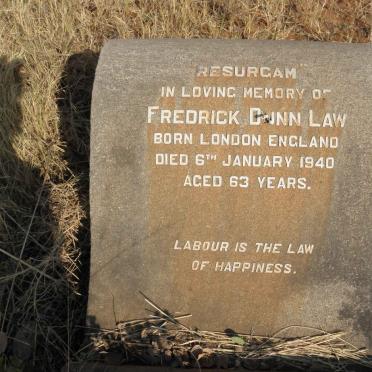 RESURGAM
IN LOVING MEMORY OF
FREDRICK DUNN LAW
BORN LONDON ENGLAND
DIED 6TH JANUARY 1940
AGED 63 YEARS.
LABOUR IS THE LAW
OF HAPPINESS.